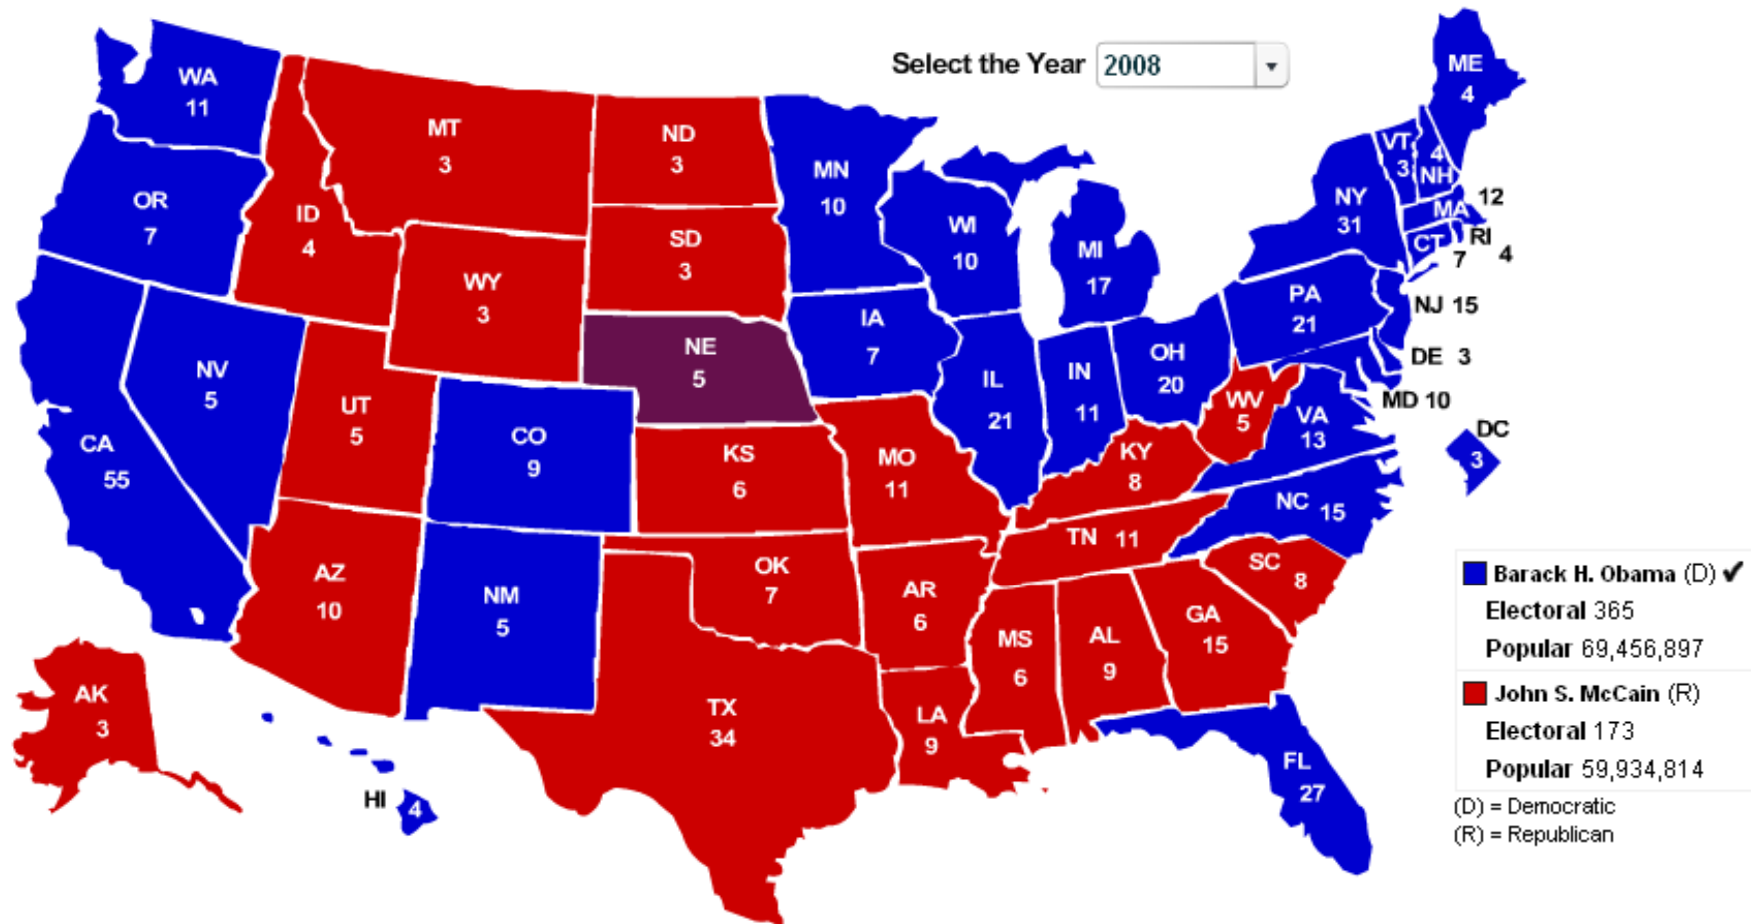 Select the Year 2008
WA
11
OR
7
CA
55
NV
5
ID
4
MT
3
WY
3
UT
5
AZ
10
CO
9
NM
5
ND
3
SD
3
NE
5
KS
6
OK
7
TX
34
MN
10
IA
7
MO
11
AR
6
LA
9
WI
10
IL
21
MI
17
IN
11
OH
20
KY
8
TN 11
MS
6
AL
9
GA
15
FL
27
SC
8
NC 15
VA
13
WV
5
PA
21
NY
31
VT
3
4
NH
ME
4
12
MA
RI
4
CT
7
NJ 15
DE 3
MD 10
DC
3
AK
3
HI
4
Barack H. Obama (D) ✔
Electoral 365
Popular 69,456,897
John S. McCain (R)
Electoral 173
Popular 59,934,814
(D) = Democratic
(R) = Republican